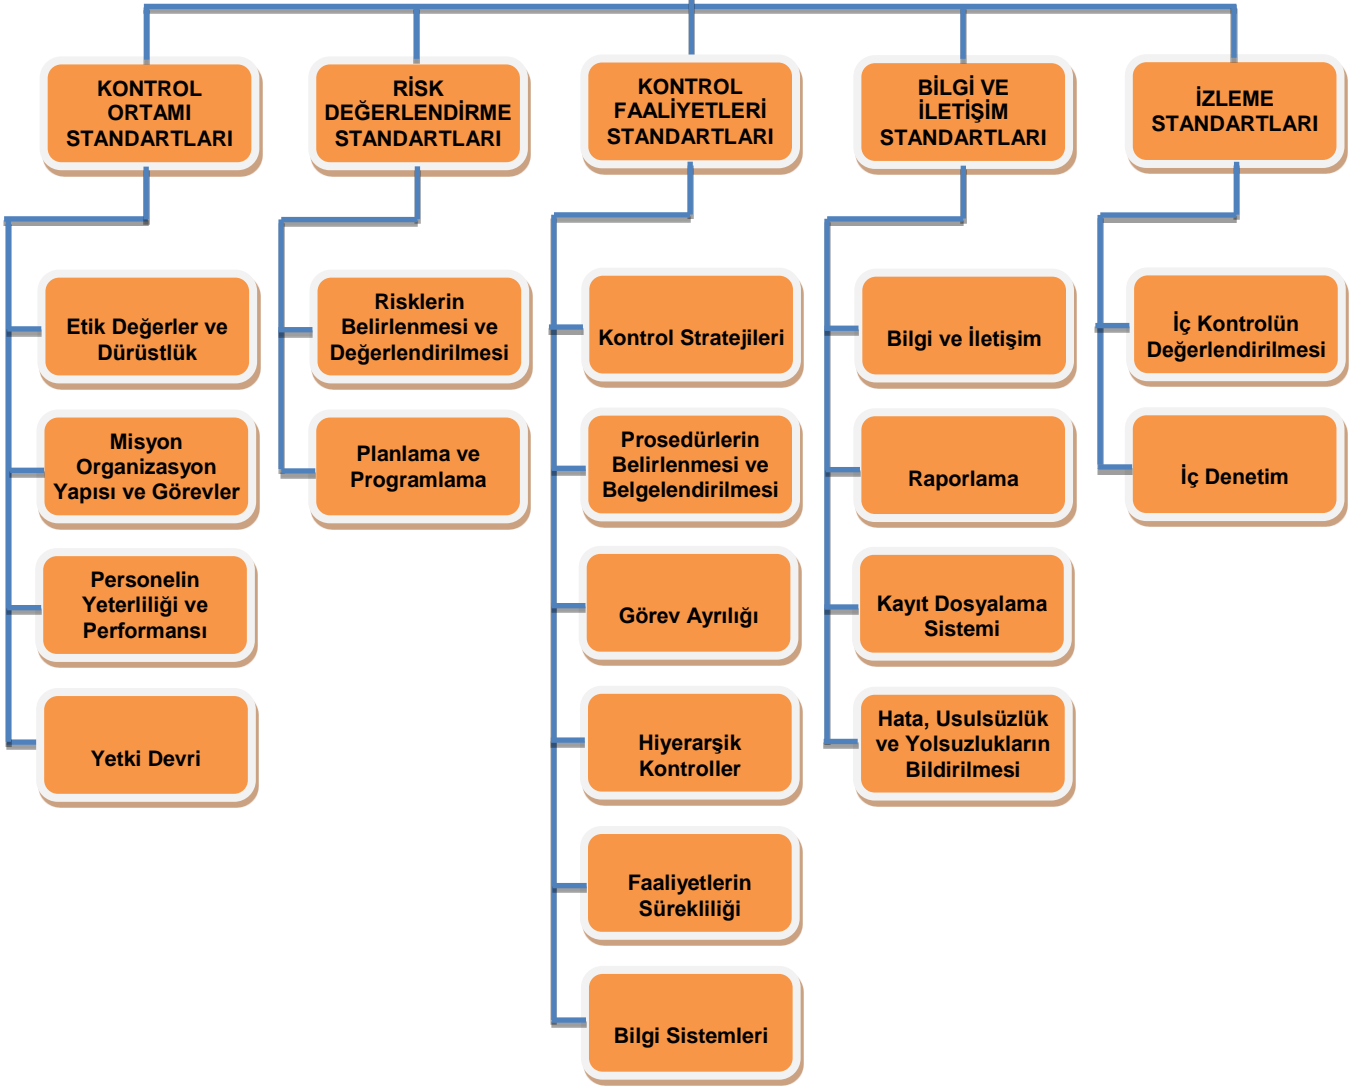 KONTROL
ORTAMI
STANDARTLARI
RİSK
DEĞERLENDİRME
STANDARTLARI
KONTROL
FAALİYETLERİ
STANDARTLARI
BİLGİ VE
İLETİŞİM
STANDARTLARI
İZLEME
STANDARTLARI
Etik Değerler ve
Dürüstlük
Misyon
Organizasyon
Yapısı ve Görevler
Personelin
Yeterliliği ve
Performansı
Yetki Devri
Risklerin
Belirlenmesi ve
Değerlendirilmesi
Planlama ve
Programlama
Kontrol Stratejileri
Prosedürlerin
Belirlenmesi ve
Belgelendirilmesi
Görev Ayrılığı
Hiyerarşik
Kontroller
Faaliyetlerin
Sürekliliği
Bilgi Sistemleri
Bilgi ve İletişim
Raporlama
Kayıt Dosyalama
Sistemi
Hata, Usulsüzlük
ve Yolsuzlukların
Bildirilmesi
İç Kontrolün
Değerlendirilmesi
İç Denetim